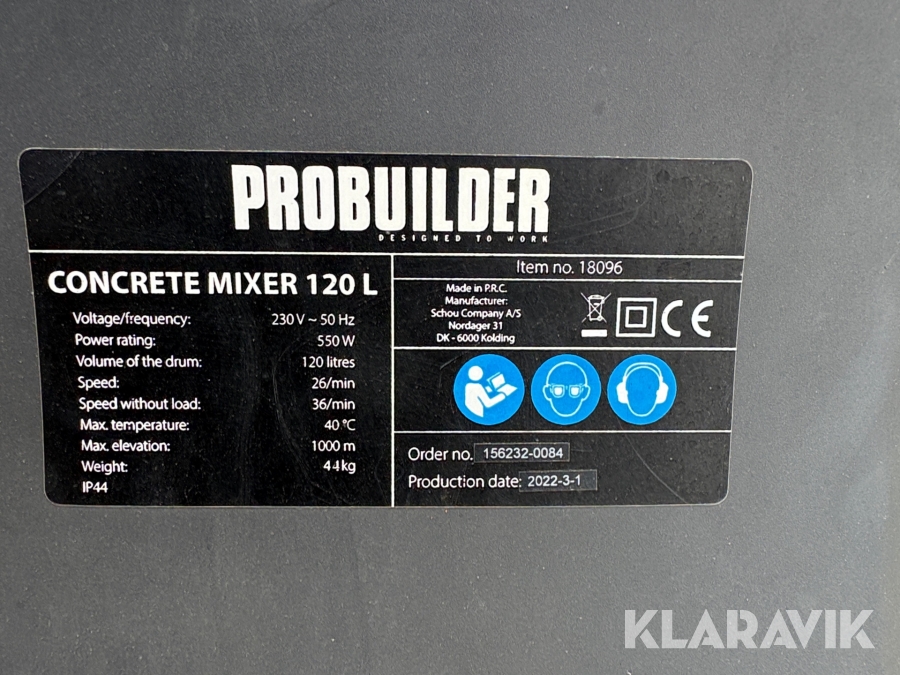 PROBUILDER
DESIGNED TO WORK
CONCRETE MIXER 120 L
Voltage/frequency: 230 V ~ 50 Hz
Power rating: 550 W
Volume of the drum: 120 litres
Speed: 26/min
Speed without load: 36/min
Max. temperature: 40 °C
Max. elevation: 1000 m
Weight: 44 kg
IP44
Item no. 18096
Made in P.R.C.
Manufacturer:
Schou Company A/S
Nordager 31
DK - 6000 Kolding
CE
Order no. 156232-0084
Production date: 2022-3-1
KLARAVIK